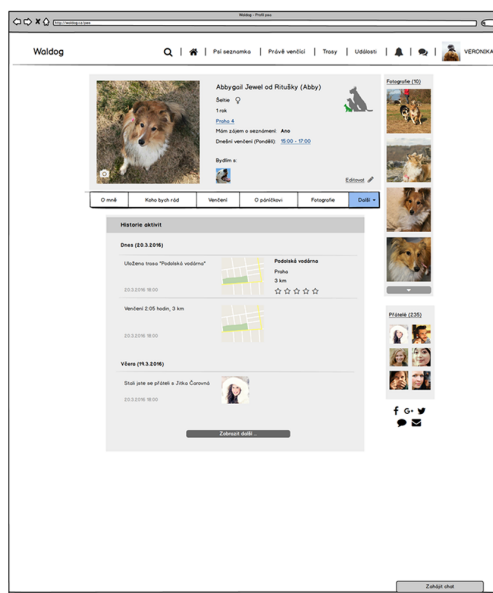 Waldog - Profil psa
http://waldog.cz/psa
Waldog
Psí seznamka
Právě venčící
Trasy
Události
VERONIKA
Abbygail Jewel od Ritušky (Abby)
Šeltie
1 rok
Praha 4
Mám zájem o seznámení: Ano
Dnešní venčení (Pondělí): 15:00 - 17:00
Bydlím s:
Editovat
O mně
Koho bych rád
Venčení
O páníčkovi
Fotografie
Další
Historie aktivit
Dnes (20.3.2016)
Uložena trasa "Podolská vodárna"
20.3.2016 18:00
Podolská vodárna
Praha
3 km
Venčení 2:05 hodin, 3 km
20.3.2016 18:00
Včera (19.3.2016)
Stali jste se přáteli s Jitka Čarovná
20.3.2016 18:00
Zobrazit další ...
Fotografie (10)
Přátelé (235)
Zahájit chat